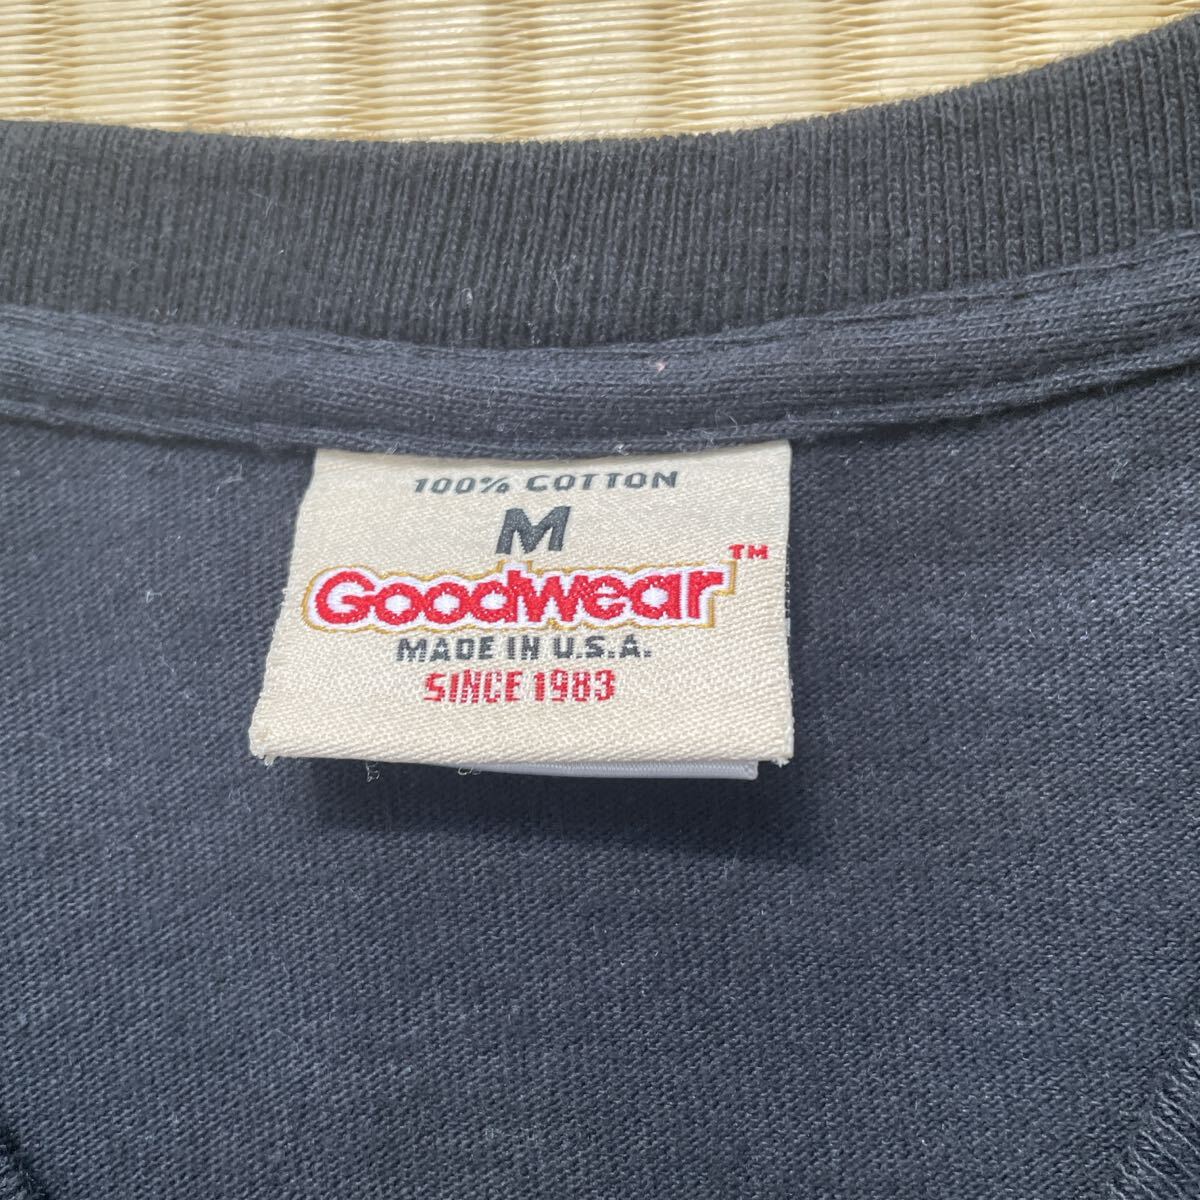 100% COTTON
M
Goodwear™
MADE IN U.S.A.
SINCE 1983